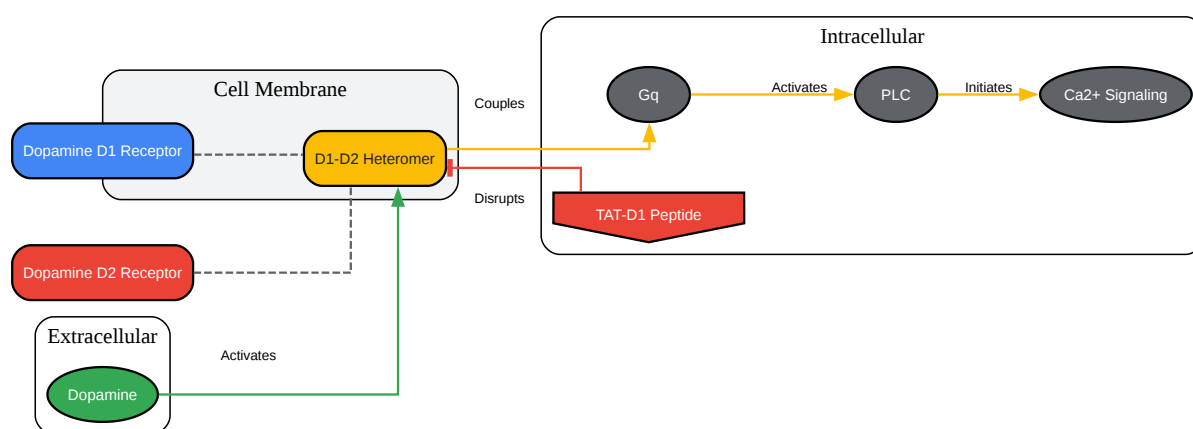 Intracellular
Cell Membrane
Gq
Activates
PLC
Initiates
Ca2+ Signaling
Couples
Dopamine D1 Receptor
D1-D2 Heteromer
Disrupts
TAT-D1 Peptide
Dopamine D2 Receptor
Extracellular
Activates
Dopamine